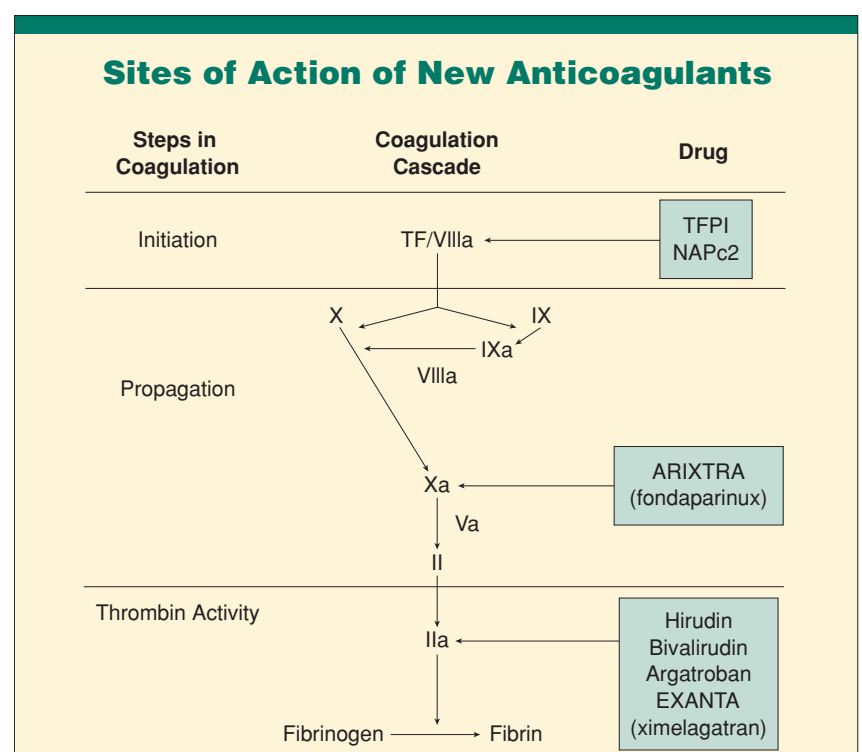 Sites of Action of New Anticoagulants
Steps in
Coagulation
Coagulation
Cascade
Drug
Initiation
TF/VIIIa
TFPI
NAPc2
X
IX
IXa
VIIIa
Propagation
Xa
ARIXTRA
(fondaparinux)
Va
II
Thrombin Activity
IIa
Hirudin
Bivalirudin
Argatroban
EXANTA
(ximelagatran)
Fibrinogen
Fibrin